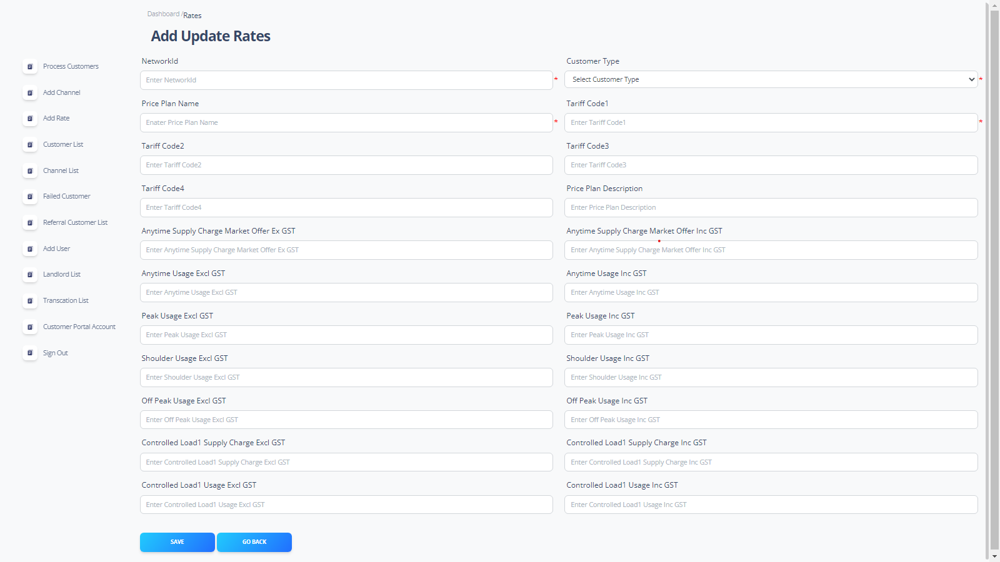 Dashboard /Rates
Add Update Rates
Process Customers
Add Channel
Add Rate
Customer List
Channel List
Failed Customer
Referral Customer List
Add User
Landlord List
Transcation List
Customer Portal Account
Sign Out
NetworkId
Customer Type
Enter NetworkId *
Select Customer Type *
Price Plan Name
Tariff Code1
Enater Price Plan Name *
Enter Tariff Code1 *
Tariff Code2
Tariff Code3
Enter Tariff Code2
Enter Tariff Code3
Tariff Code4
Price Plan Description
Enter Tariff Code4
Enter Price Plan Description
Anytime Supply Charge Market Offer Ex GST
Anytime Supply Charge Market Offer Inc GST
Enter Anytime Supply Charge Market Offer Ex GST
Enter Anytime Supply Charge Market Offer Inc GST
Anytime Usage Excl GST
Anytime Usage Inc GST
Enter Anytime Usage Excl GST
Enter Anytime Usage Inc GST
Peak Usage Excl GST
Peak Usage Inc GST
Enter Peak Usage Excl GST
Enter Peak Usage Inc GST
Shoulder Usage Excl GST
Shoulder Usage Inc GST
Enter Shoulder Usage Excl GST
Enter Shoulder Usage Inc GST
Off Peak Usage Excl GST
Off Peak Usage Inc GST
Enter Off Peak Usage Excl GST
Enter Off Peak Usage Inc GST
Controlled Load1 Supply Charge Excl GST
Controlled Load1 Supply Charge Inc GST
Enter Controlled Load1 Supply Charge Excl GST
Enter Controlled Load1 Supply Charge Inc GST
Controlled Load1 Usage Excl GST
Controlled Load1 Usage Inc GST
Enter Controlled Load1 Usage Excl GST
Enter Controlled Load1 Usage Inc GST
SAVE
GO BACK